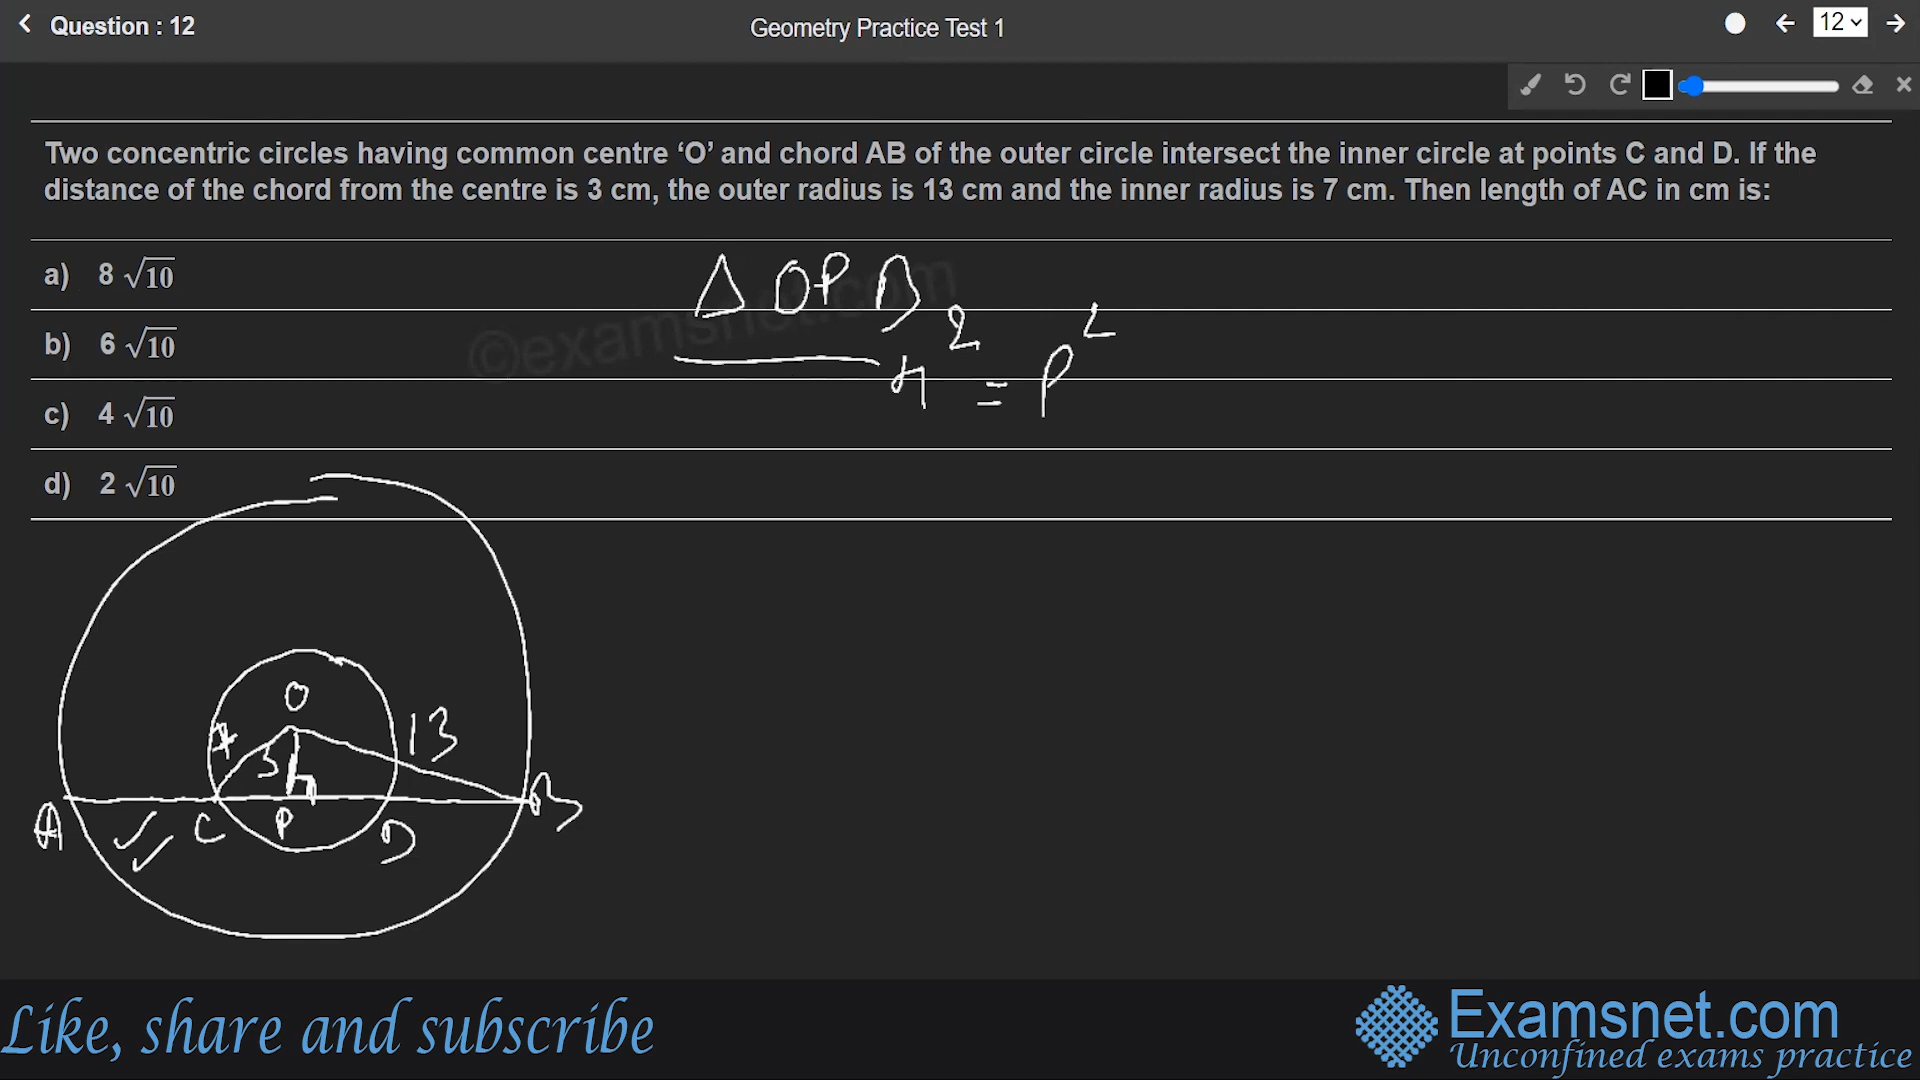 Question : 12
Geometry Practice Test 1
12
Two concentric circles having common centre ‘O’ and chord AB of the outer circle intersect the inner circle at points C and D. If the
distance of the chord from the centre is 3 cm, the outer radius is 13 cm and the inner radius is 7 cm. Then length of AC in cm is:
a) 8 √10
b) 6 √10
c) 4 √10
d) 2 √10
©examsnet.com
Δ OPB
h² = p²
O
7
3
13
A
C
P
D
B
Like, share and subscribe
Examsnet.com
Unconfined exams practice